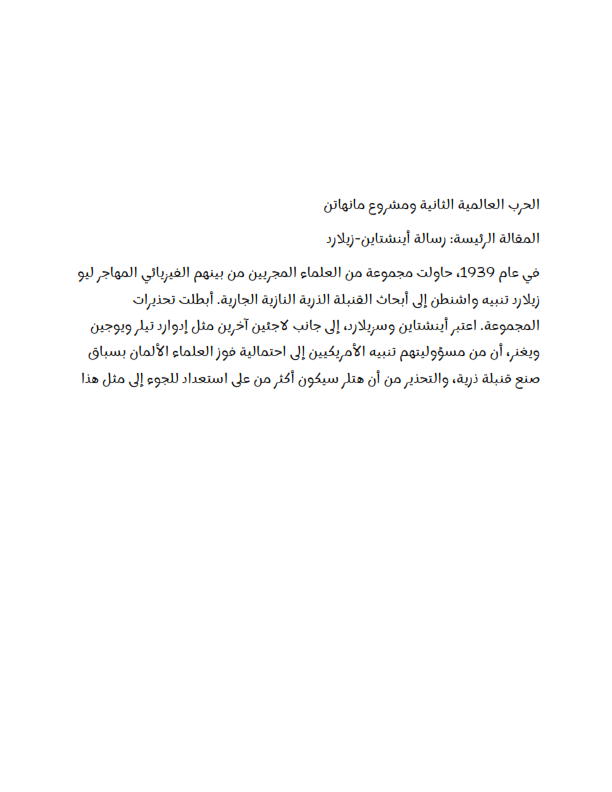 الحرب العالمية الثانية ومشروع مانهاتن
المقالة الرئيسة: رسالة أينشتاين-زيلارد
في عام 1939، حاولت مجموعة من العلماء المجريين من بينهم الفيزيائي المهاجر ليو
زيلارد تنبيه واشنطن إلى أبحاث القنبلة الذرية النازية الجارية. أبطلت تحذيرات
المجموعة. اعتبر أينشتاين وسزيلارد، إلى جانب لاجئين آخرين مثل إدوارد تيلر ويوجين
ويغنر، أن من مسؤوليتهم تنبيه الأمريكيين إلى احتمالية فوز العلماء الألمان بسباق
صنع قنبلة ذرية، والتحذير من أن هتلر سيكون أكثر من على استعداد للجوء إلى مثل هذا